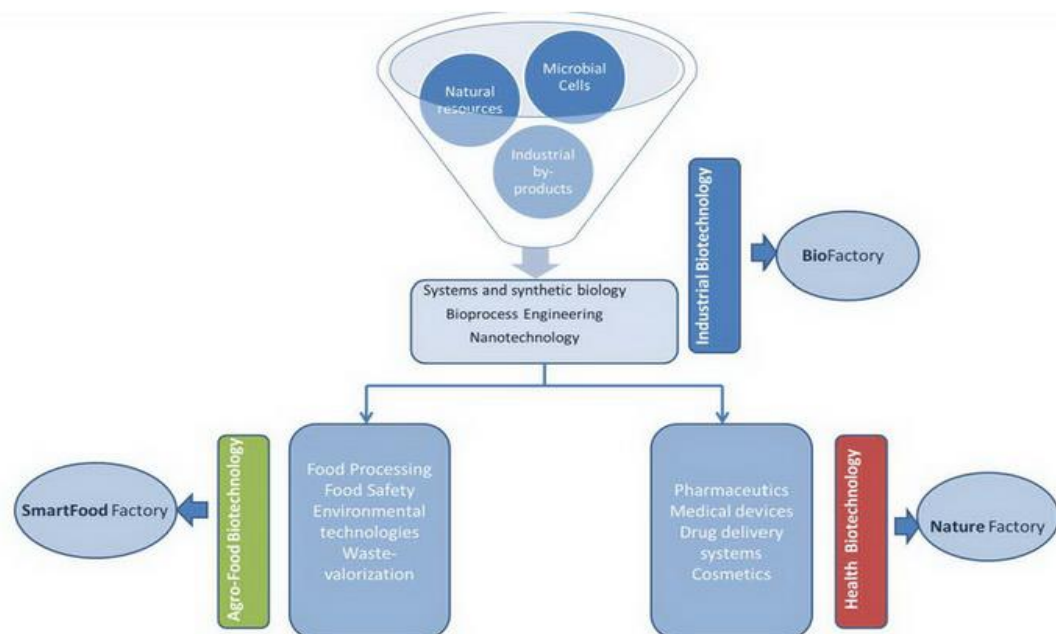 Natural
resources
Microbial
Cells
Industrial
by-
products
Industrial Biotechnology
BioFactory
Systems and synthetic biology
Bioprocess Engineering
Nanotechnology
SmartFood Factory
Agro-Food Biotechnology
Food Processing
Food Safety
Environmental
technologies
Waste-
valorization
Pharmaceutics
Medical devices
Drug delivery
systems
Cosmetics
Health Biotechnology
Nature Factory